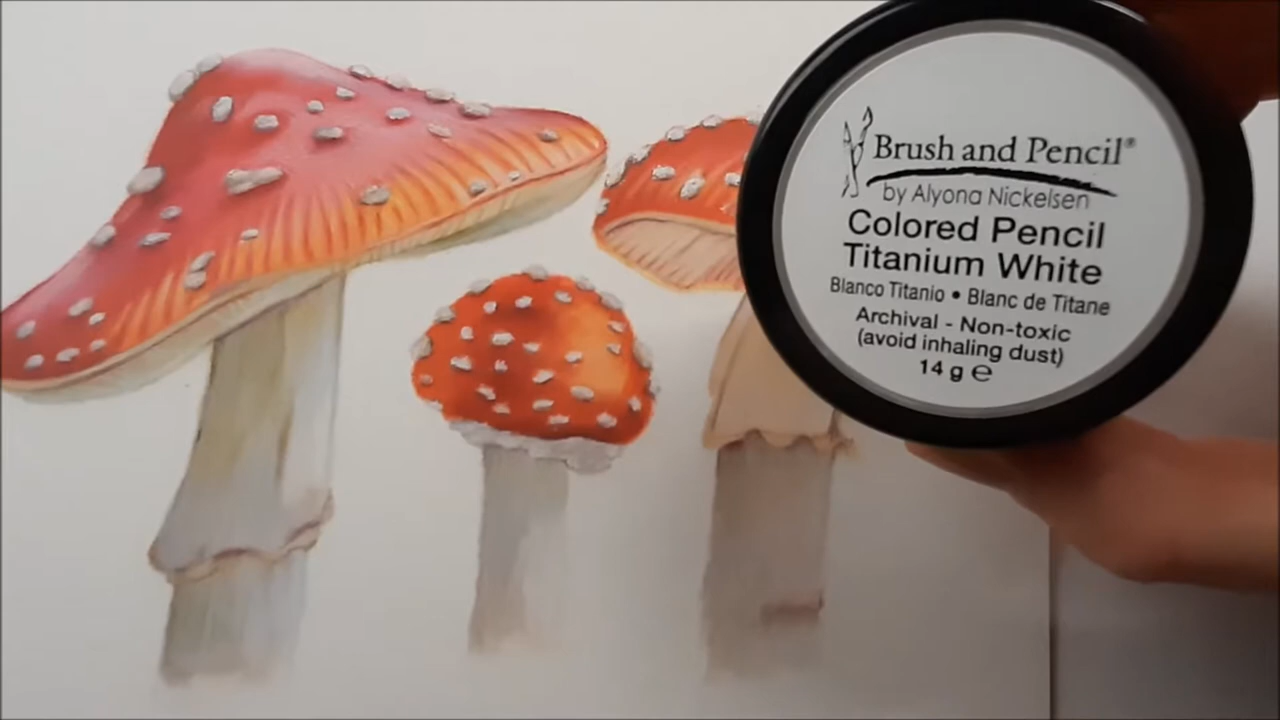 Brush and Pencil®
by Alyona Nickelsen
Colored Pencil
Titanium White
Blanco Titanio • Blanc de Titane
Archival - Non-toxic
(avoid inhaling dust)
14 g ℮